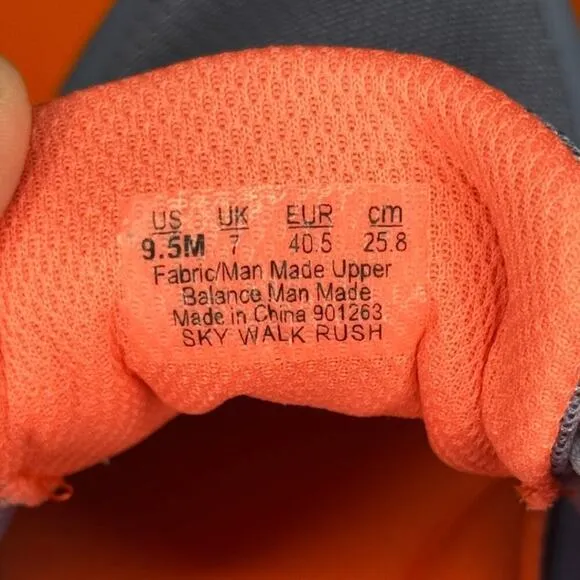 US UK EUR cm
9.5M 7 40.5 25.8
Fabric/Man Made Upper
Balance Man Made
Made in China 901263
SKY WALK RUSH